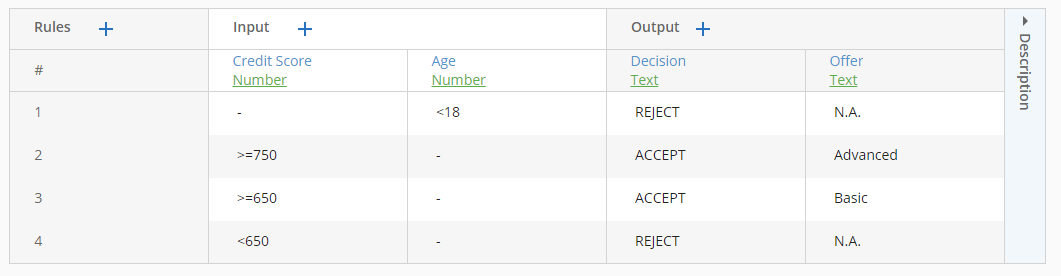 Rules + Input + Output +
# Credit Score Age Decision Offer
Number Number Text Text
1 - <18 REJECT N.A.
2 >=750 - ACCEPT Advanced
3 >=650 - ACCEPT Basic
4 <650 - REJECT N.A.
Description